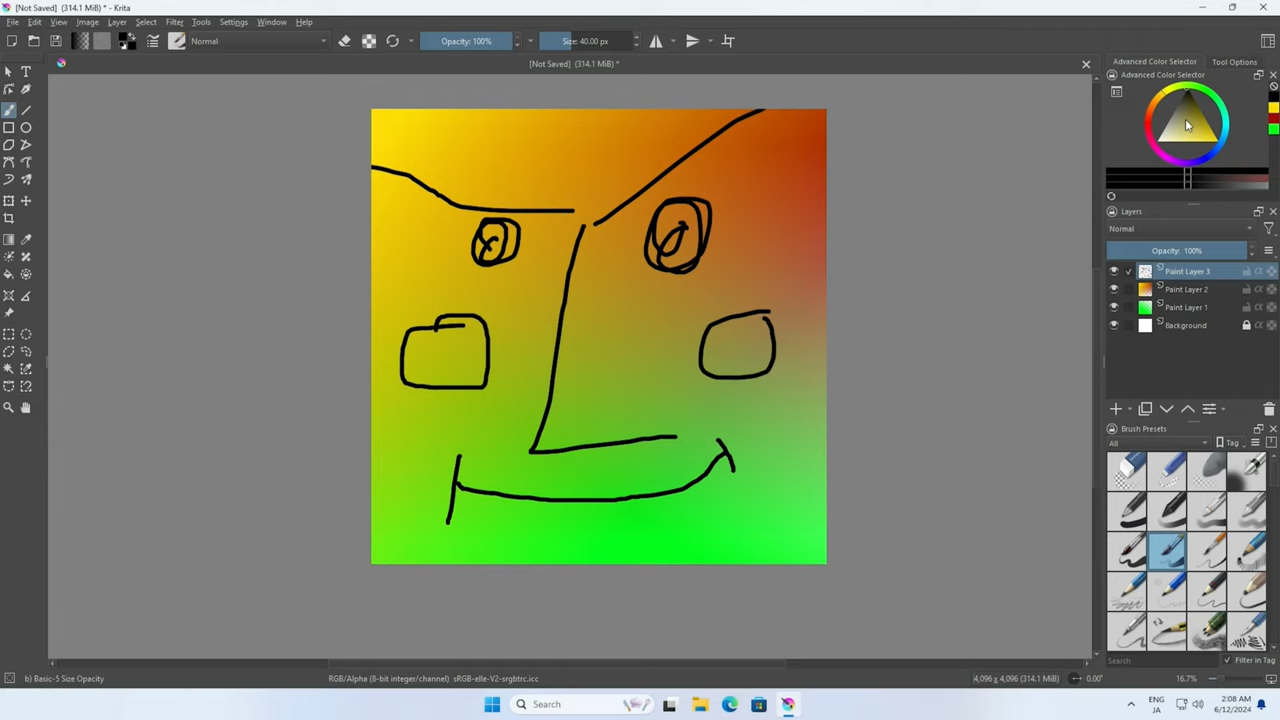 [Not Saved] (314.1 MiB) * - Krita
File Edit View Image Layer Select Filter Tools Settings Window Help
Normal Opacity: 100% Size: 40.00 px
[Not Saved] (314.1 MiB) *
Advanced Color Selector Tool Options
Advanced Color Selector
Layers
Normal
Opacity: 100%
Paint Layer 3
Paint Layer 2
Paint Layer 1
Background
Brush Presets
All Tag
Search Filter in Tag
b) Basic-5 Size Opacity RGB/Alpha (8-bit integer/channel) sRGB-elle-V2-srgbtrc.icc 4,096 x 4,096 (314.1 MiB) 0.00° 16.7%
Search
ENG 2:08 AM
JA 6/12/2024